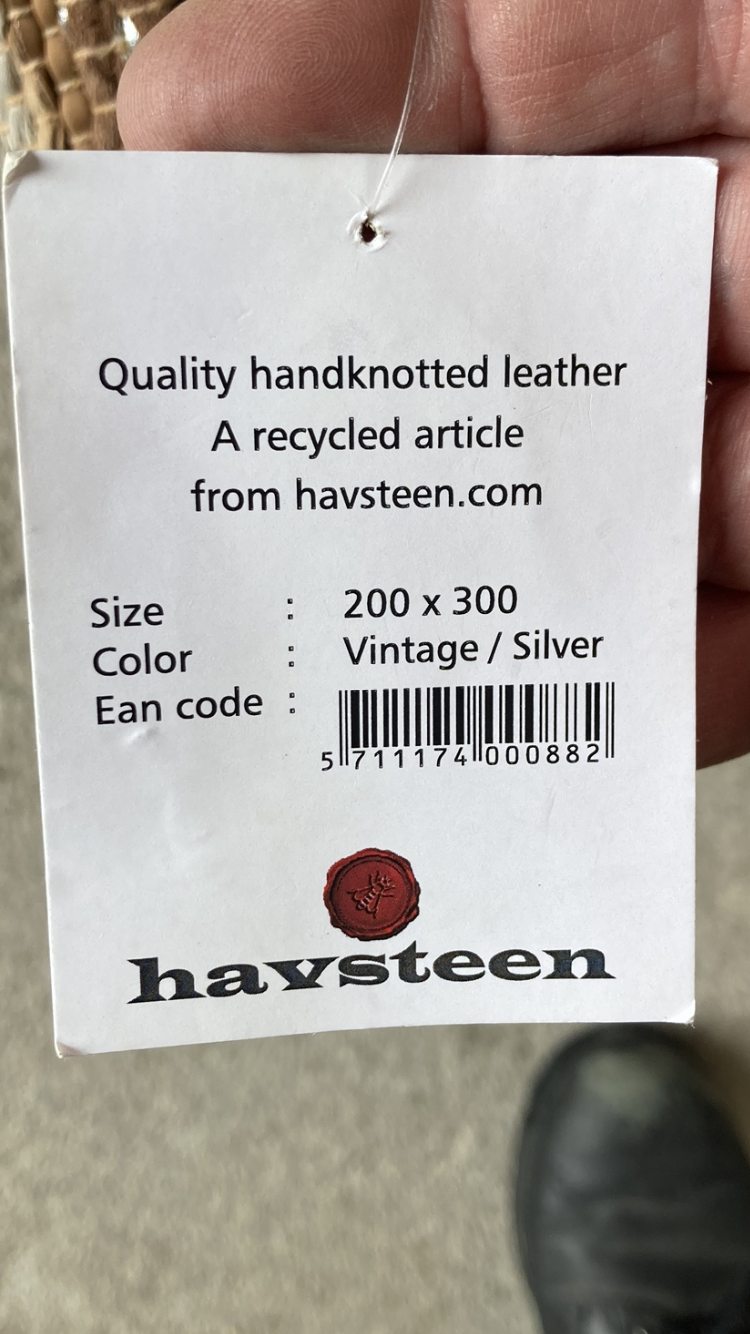 Quality handknotted leather
A recycled article
from havsteen.com
Size : 200 x 300
Color : Vintage / Silver
Ean code :
5 711174 000882
havsteen